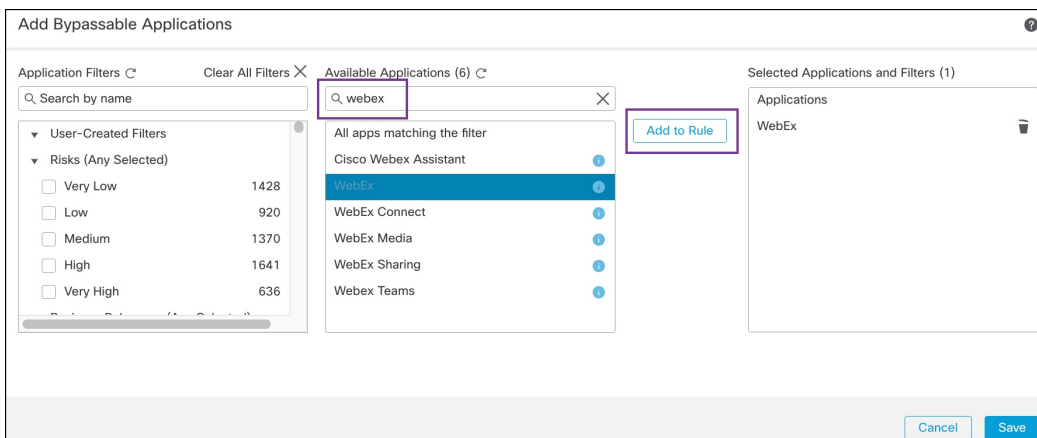 Add Bypassable Applications
Application Filters
Clear All Filters
Search by name
User-Created Filters
Risks (Any Selected)
Very Low 1428
Low 920
Medium 1370
High 1641
Very High 636
Available Applications (6)
webex
All apps matching the filter
Cisco Webex Assistant
WebEx
WebEx Connect
WebEx Media
WebEx Sharing
Webex Teams
Add to Rule
Selected Applications and Filters (1)
Applications
WebEx
Cancel
Save